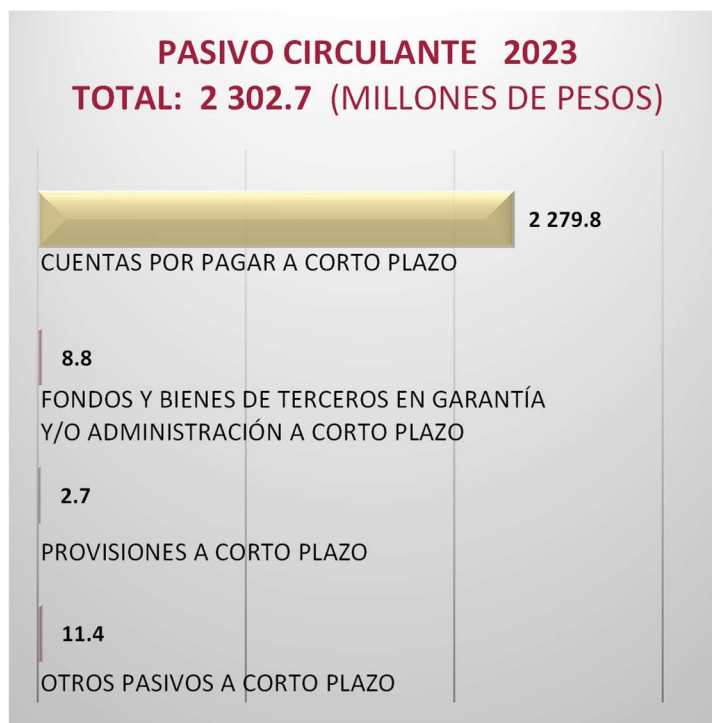 PASIVO CIRCULANTE 2023
TOTAL: 2 302.7 (MILLONES DE PESOS)
2 279.8
CUENTAS POR PAGAR A CORTO PLAZO
8.8
FONDOS Y BIENES DE TERCEROS EN GARANTÍA
Y/O ADMINISTRACIÓN A CORTO PLAZO
2.7
PROVISIONES A CORTO PLAZO
11.4
OTROS PASIVOS A CORTO PLAZO